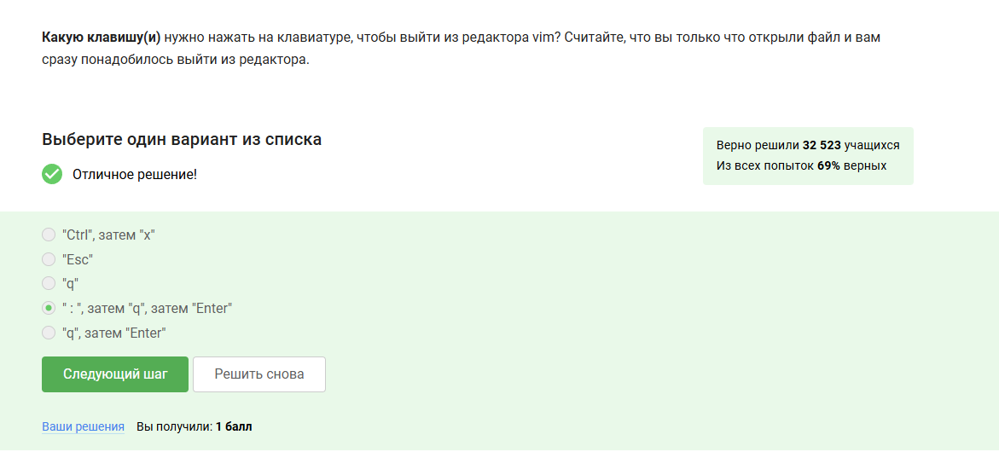 Какую клавишу(и) нужно нажать на клавиатуре, чтобы выйти из редактора vim? Считайте, что вы только что открыли файл и вам
сразу понадобилось выйти из редактора.
Выберите один вариант из списка
Верно решили 32 523 учащихся
Из всех попыток 69% верных
Отличное решение!
"Ctrl", затем "x"
"Esc"
"q"
" : ", затем "q", затем "Enter"
"q", затем "Enter"
Следующий шаг
Решить снова
Ваши решения
Вы получили: 1 балл